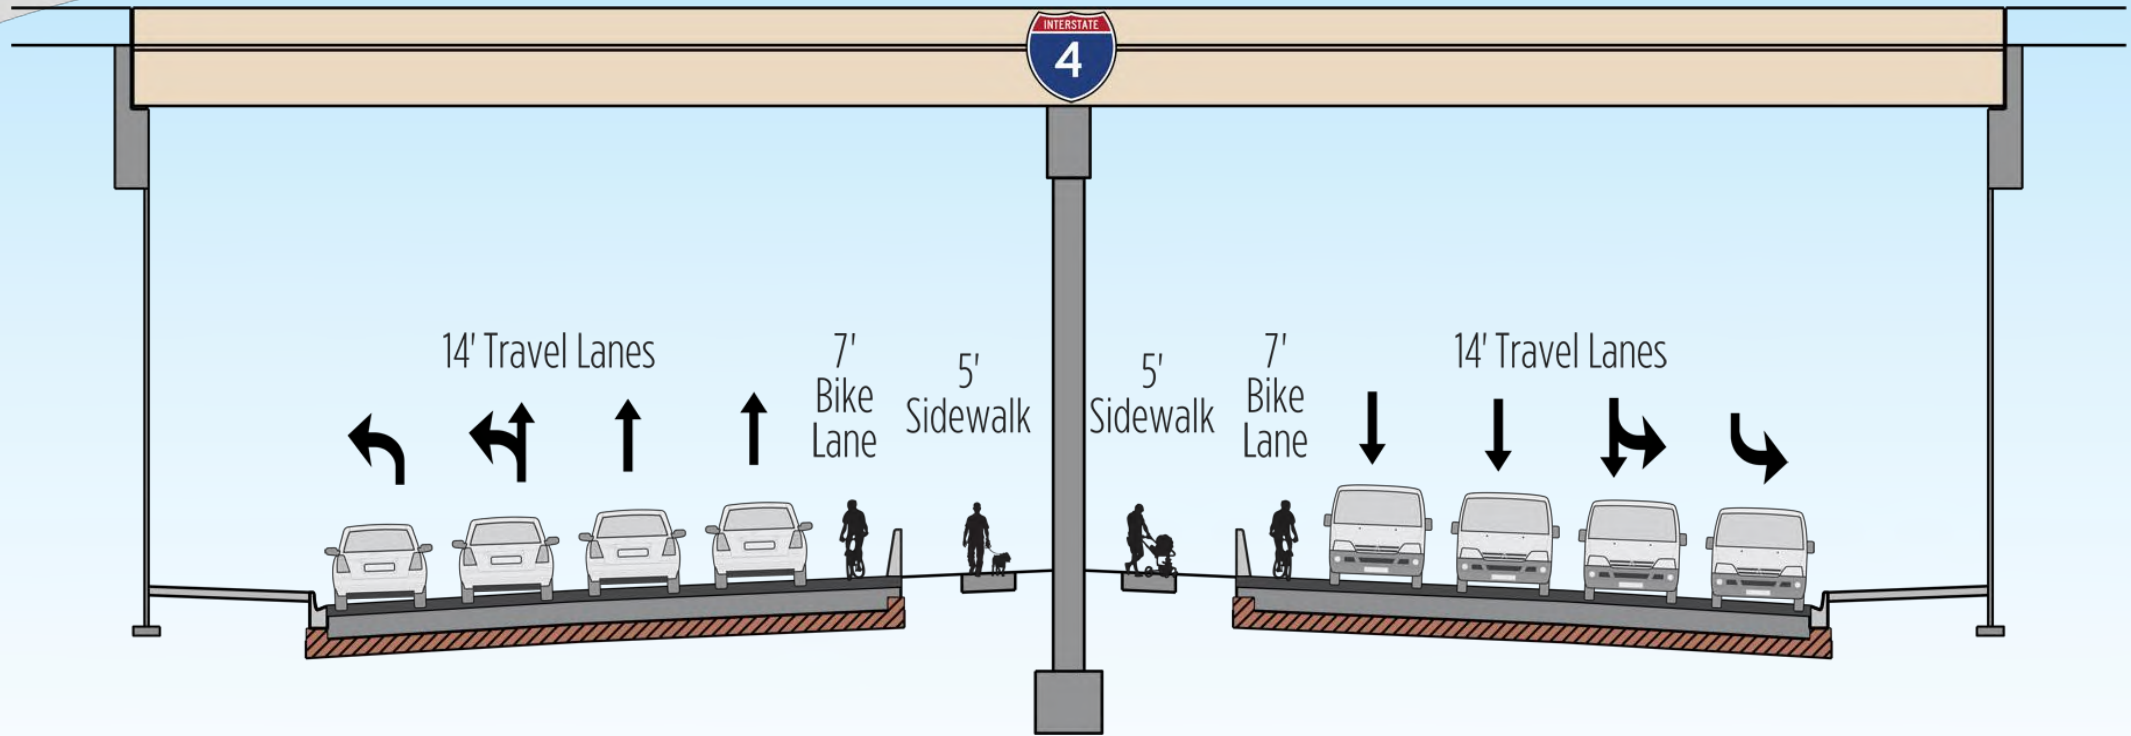 INTERSTATE
4
14' Travel Lanes
7'
Bike
Lane
5'
Sidewalk
5'
Sidewalk
7'
Bike
Lane
14' Travel Lanes